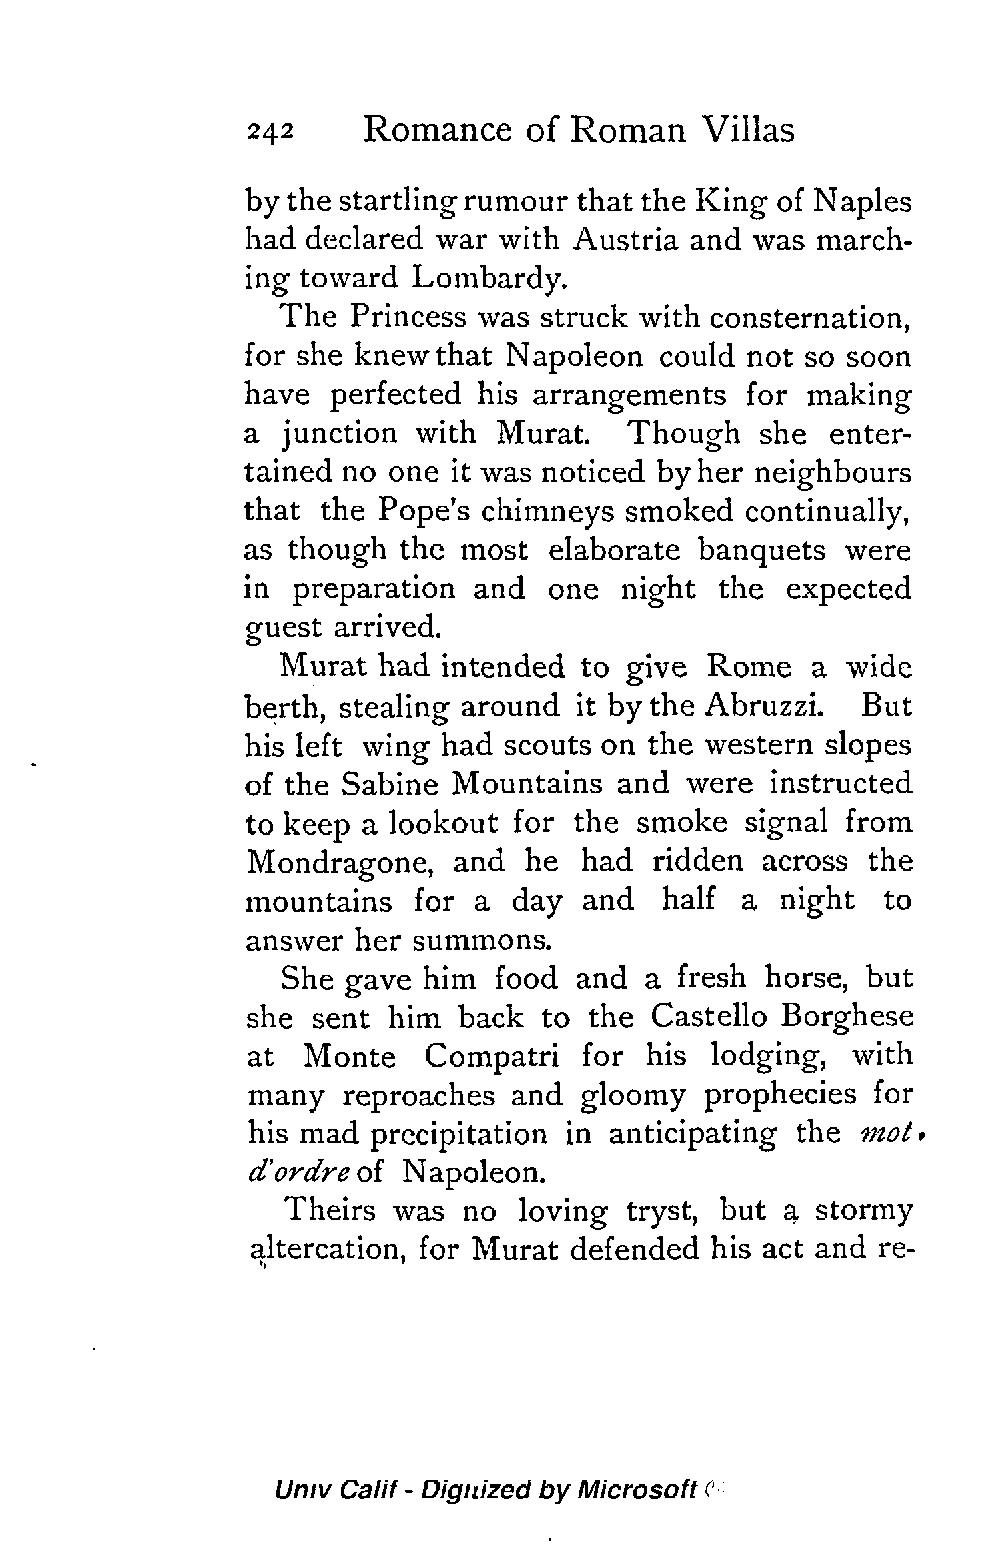 242 Romance of Roman Villas
by the startling rumour that the King of Naples
had declared war with Austria and was march-
ing toward Lombardy.
The Princess was struck with consternation,
for she knew that Napoleon could not so soon
have perfected his arrangements for making
a junction with Murat. Though she enter-
tained no one it was noticed by her neighbours
that the Pope's chimneys smoked continually,
as though the most elaborate banquets were
in preparation and one night the expected
guest arrived.
Murat had intended to give Rome a wide
berth, stealing around it by the Abruzzi. But
his left wing had scouts on the western slopes
of the Sabine Mountains and were instructed
to keep a lookout for the smoke signal from
Mondragone, and he had ridden across the
mountains for a day and half a night to
answer her summons.
She gave him food and a fresh horse, but
she sent him back to the Castello Borghese
at Monte Compatri for his lodging, with
many reproaches and gloomy prophecies for
his mad precipitation in anticipating the mot
d'ordre of Napoleon.
Theirs was no loving tryst, but a stormy
altercation, for Murat defended his act and re-
Univ Calif - Digitized by Microsoft